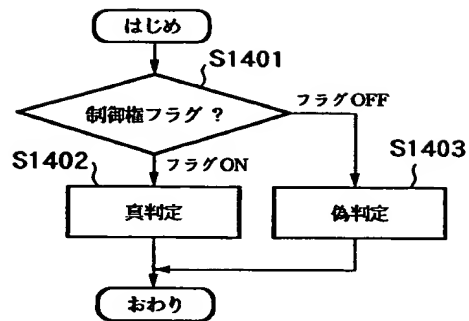 はじめ
S1401
制御権フラグ ?
フラグOFF
S1402
フラグON
S1403
真判定
偽判定
おわり